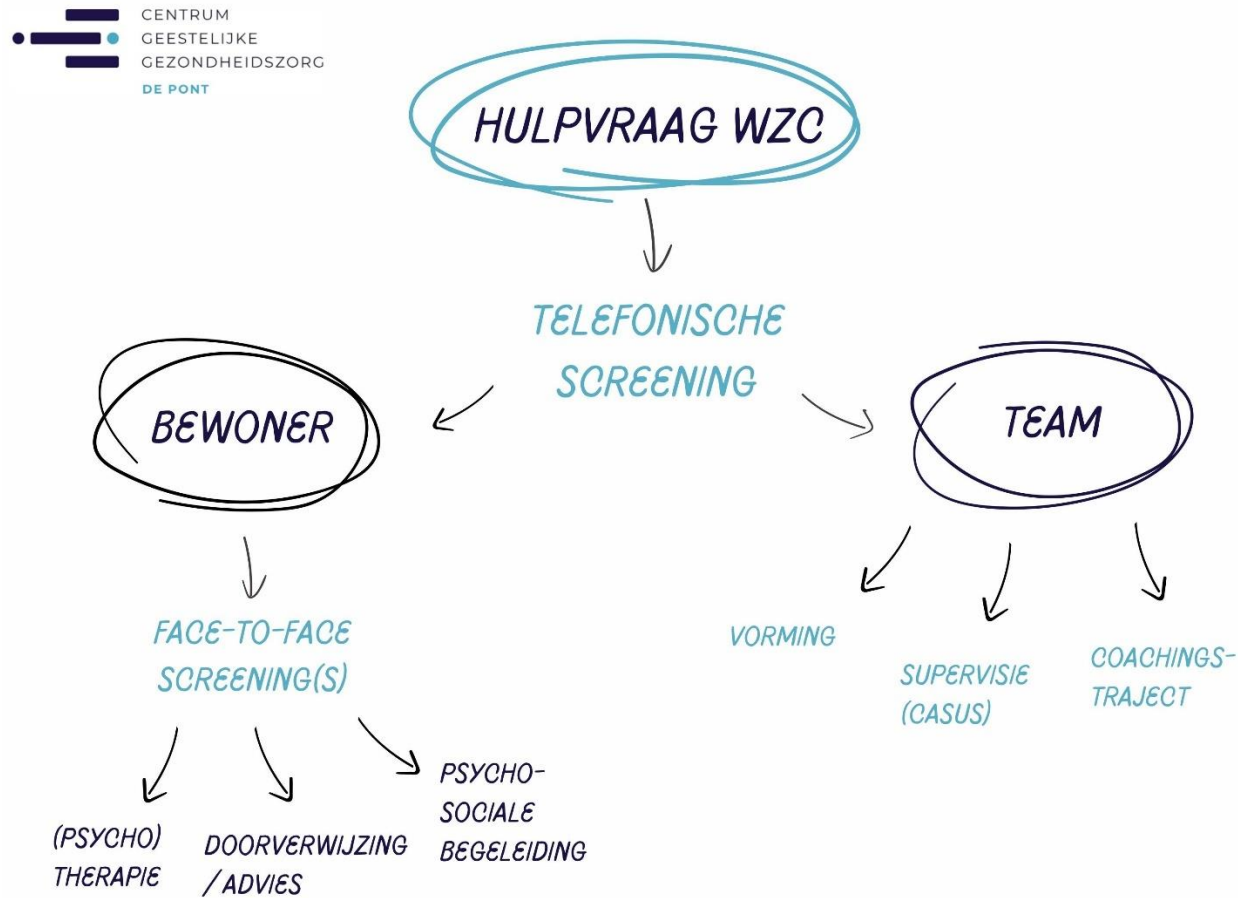 CENTRUM
GEESTELIJKE
GEZONDHEIDSZORG
DE PONT
HULPVRAAG WZC
TELEFONISCHE
SCREENING
BEWONER
TEAM
FACE-TO-FACE
SCREENING(S)
VORMING
SUPERVISIE
(CASUS)
COACHINGS-
TRAJECT
(PSYCHO)
THERAPIE
DOORVERWIJZING
/ADVIES
PSYCHO-
SOCIALE
BEGELEIDING